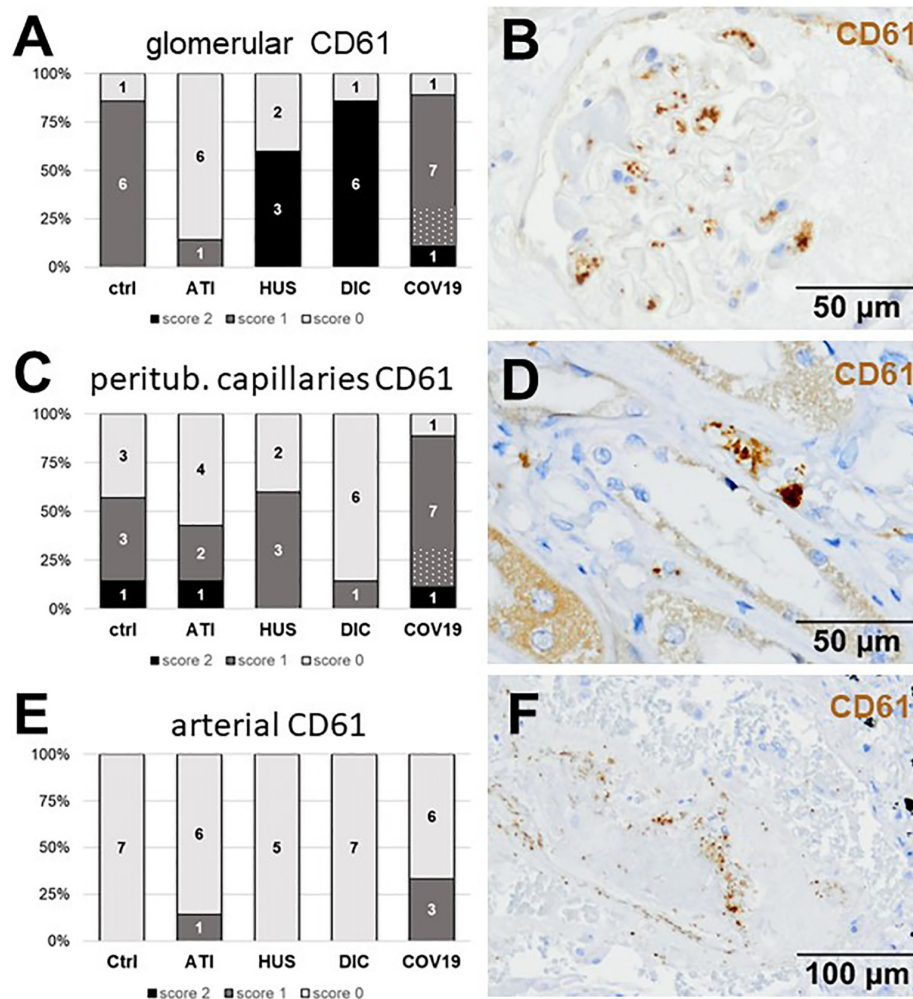 A
glomerular CD61
100%
75%
50%
25%
0%
1
6
6
1
2
3
1
6
1
7
1
ctrl
ATI
HUS
DIC
COV19
■score 2 ■score 1 □score 0
B
CD61
50 µm
C
peritub. capillaries CD61
100%
75%
50%
25%
0%
3
3
1
4
2
1
2
3
6
1
1
7
1
ctrl
ATI
HUS
DIC
COV19
■score 2 ■score 1 □score 0
D
CD61
50 µm
E
arterial CD61
100%
75%
50%
25%
0%
7
6
1
5
7
6
3
Ctrl
ATI
HUS
DIC
COV19
■score 2 ■score 1 □score 0
F
CD61
100 µm